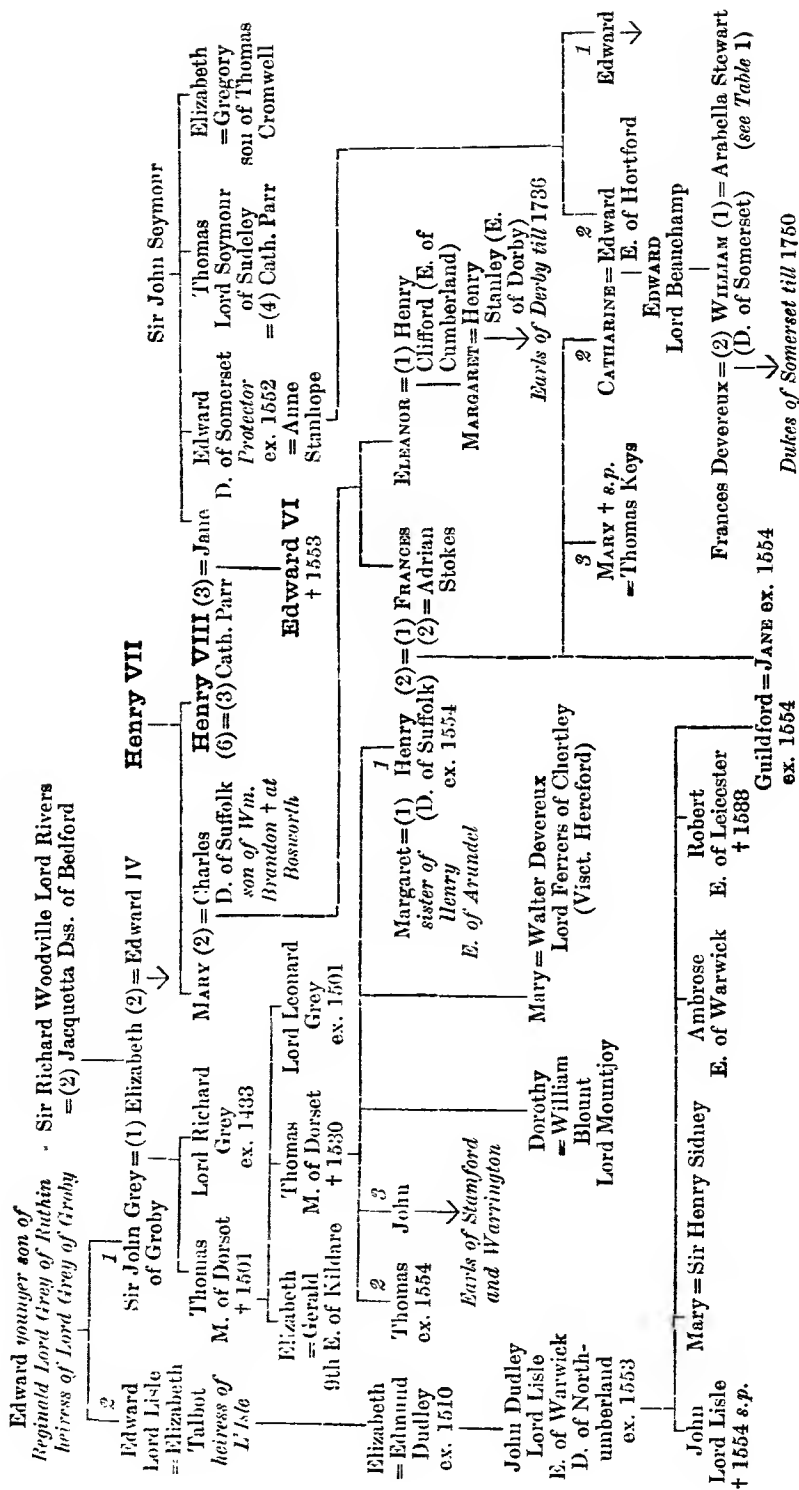 Edward younger son of
Reginald Lord Grey of Ruthin
heiress of Lord Grey of Groby
Sir Richard Woodville Lord Rivers
=(2) Jacquetta Dss. of Bedford
2
1
Edward
Lord Lisle
=Elizabeth
Talbot
heiress of
L'Isle
Sir John Grey=(1) Elizabeth (2)=Edward IV
of Groby
Thomas
M. of Dorset
† 1501
Lord Richard
Grey
ex. 1433
Henry VII
MARY (2)=Charles
D. of Suffolk
son of Wm.
Brandon † at
Bosworth
Henry VIII (3)=Jane
(6)=(3) Cath. Parr
Edward VI
† 1553
Sir John Seymour
Edward
D. of Somerset
Protector
ex. 1552
=Anne
Stanhope
Thomas
Lord Seymour
of Sudeley
=(4) Cath. Parr
Elizabeth
=Gregory
son of Thomas
Cromwell
Elizabeth
=Gerald
9th E. of Kildare
Thomas
M. of Dorset
† 1530
Lord Leonard
Grey
ex. 1501
Elizabeth
=Edmund
Dudley
ex. 1510
2
Thomas
ex. 1554
3
John
Earls of Stamford
and Warrington
Dorothy
=William
Blount
Lord Mountjoy
Mary=Walter Devereux
Lord Ferrers of Chertley
(Visct. Hereford)
1
Margaret=(1) Henry (2)=(1) FRANCES
sister of
Henry
E. of Arundel
(D. of Suffolk)
ex. 1554
(2)=Adrian
Stokes
ELEANOR=(1) Henry
Clifford (E. of
Cumberland)
MARGARET=Henry
Stanley (E.
of Dorby)
Earls of Derby till 1736
John Dudley
Lord Lisle
E. of Warwick
D. of North-
umberland
ex. 1553
3
MARY † s.p.
=Thomas Keys
2
2
1
CATHARINE=Edward
E. of Hortford
Edward
EDWARD
Lord Beauchamp
Frances Devereux=(2) WILLIAM (1)=Arabella Stewart
(D. of Somerset)
(see Table 1)
Dukes of Somerset till 1750
John
Lord Lisle
† 1554 s.p.
Mary=Sir Henry Sidney
Ambrose
E. of Warwick
Robert
E. of Leicester
† 1588
Guildford=JANE ex. 1554
ex. 1554